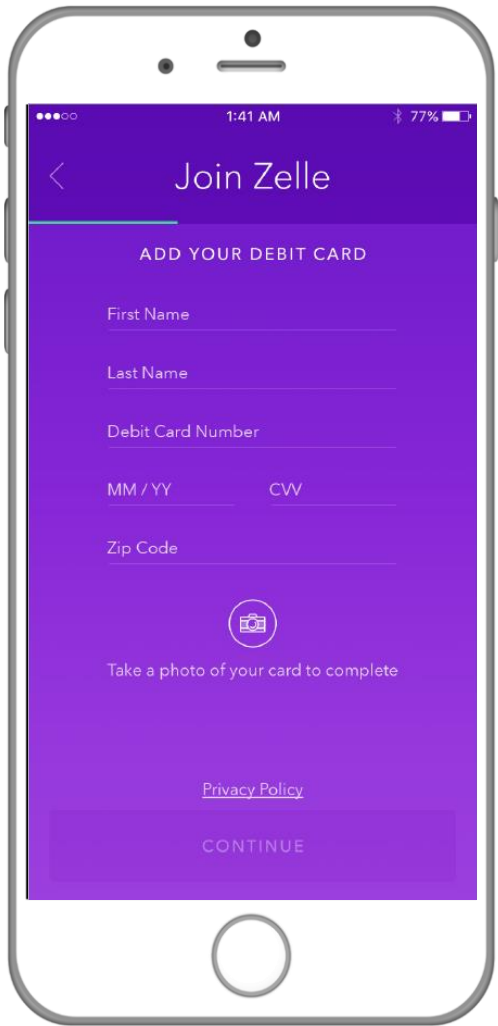 1:41 AM
77%
Join Zelle
ADD YOUR DEBIT CARD
First Name
Last Name
Debit Card Number
MM / YY
CVV
Zip Code
Take a photo of your card to complete
Privacy Policy
CONTINUE